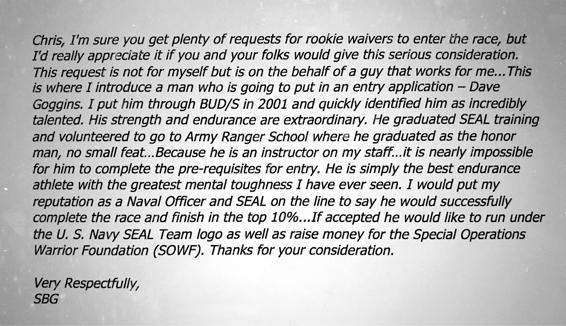 Chris, I'm sure you get plenty of requests for rookie waivers to enter the race, but
I'd really appreciate it if you and your folks would give this serious consideration.
This request is not for myself but is on the behalf of a guy that works for me...This
is where I introduce a man who is going to put in an entry application – Dave
Goggins. I put him through BUD/S in 2001 and quickly identified him as incredibly
talented. His strength and endurance are extraordinary. He graduated SEAL training
and volunteered to go to Army Ranger School where he graduated as the honor
man, no small feat...Because he is an instructor on my staff...it is nearly impossible
for him to complete the pre-requisites for entry. He is simply the best endurance
athlete with the greatest mental toughness I have ever seen. I would put my
reputation as a Naval Officer and SEAL on the line to say he would successfully
complete the race and finish in the top 10%...If accepted he would like to run under
the U. S. Navy SEAL Team logo as well as raise money for the Special Operations
Warrior Foundation (SOWF). Thanks for your consideration.
Very Respectfully,
SBG